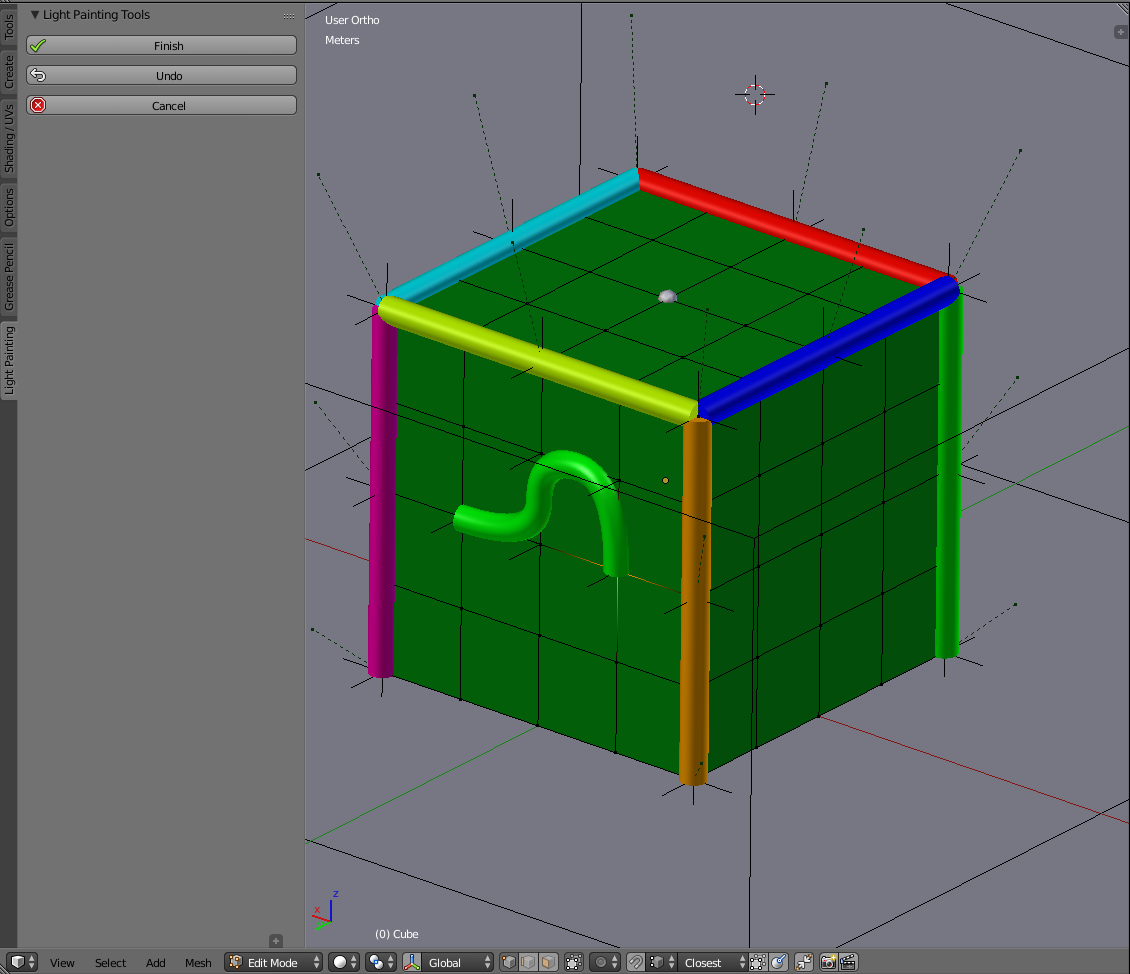 Light Painting Tools
Finish
Undo
Cancel
Tools
Create
Shading / UVs
Options
Grease Pencil
Light Painting
User Ortho
Meters
z
x
(0) Cube
View
Select
Add
Mesh
Edit Mode
Global
Closest